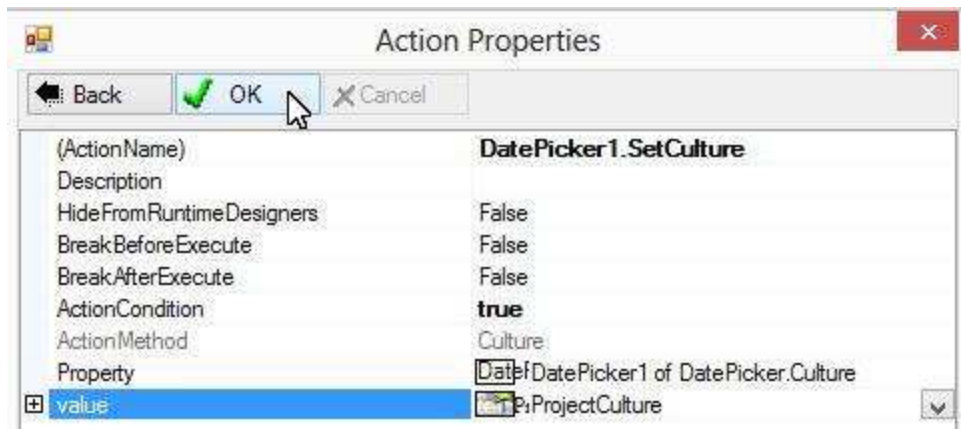 Action Properties
Back OK Cancel
(ActionName) DatePicker1.SetCulture
Description
HideFromRuntimeDesigners False
BreakBeforeExecute False
BreakAfterExecute False
ActionCondition true
ActionMethod Culture
Property DatePicker1 of DatePicker.Culture
value ProjectCulture